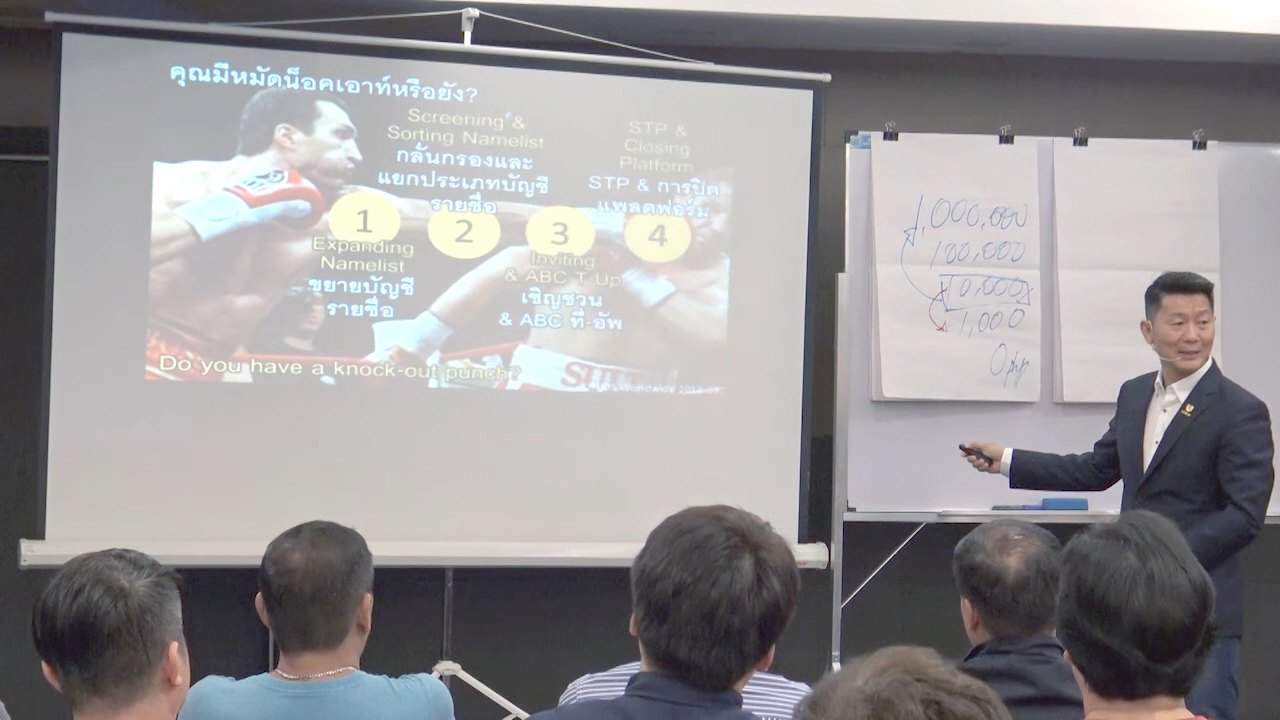 คุณมีหมัดน็อคเอาท์หรือยัง?
Screening &
Sorting Namelist
กลั่นกรองและ
แยกประเภทบัญชี
รายชื่อ
STP &
Closing
Platform
STP & การปิด
แพลตฟอร์ม
1
2
3
4
Expanding
Namelist
ขยายบัญชี
รายชื่อ
Inviting
& ABC T-Up
เชิญชวน
& ABC ที-อัพ
Do you have a knock-out punch?
1,000,000
100,000
10,000
1,000